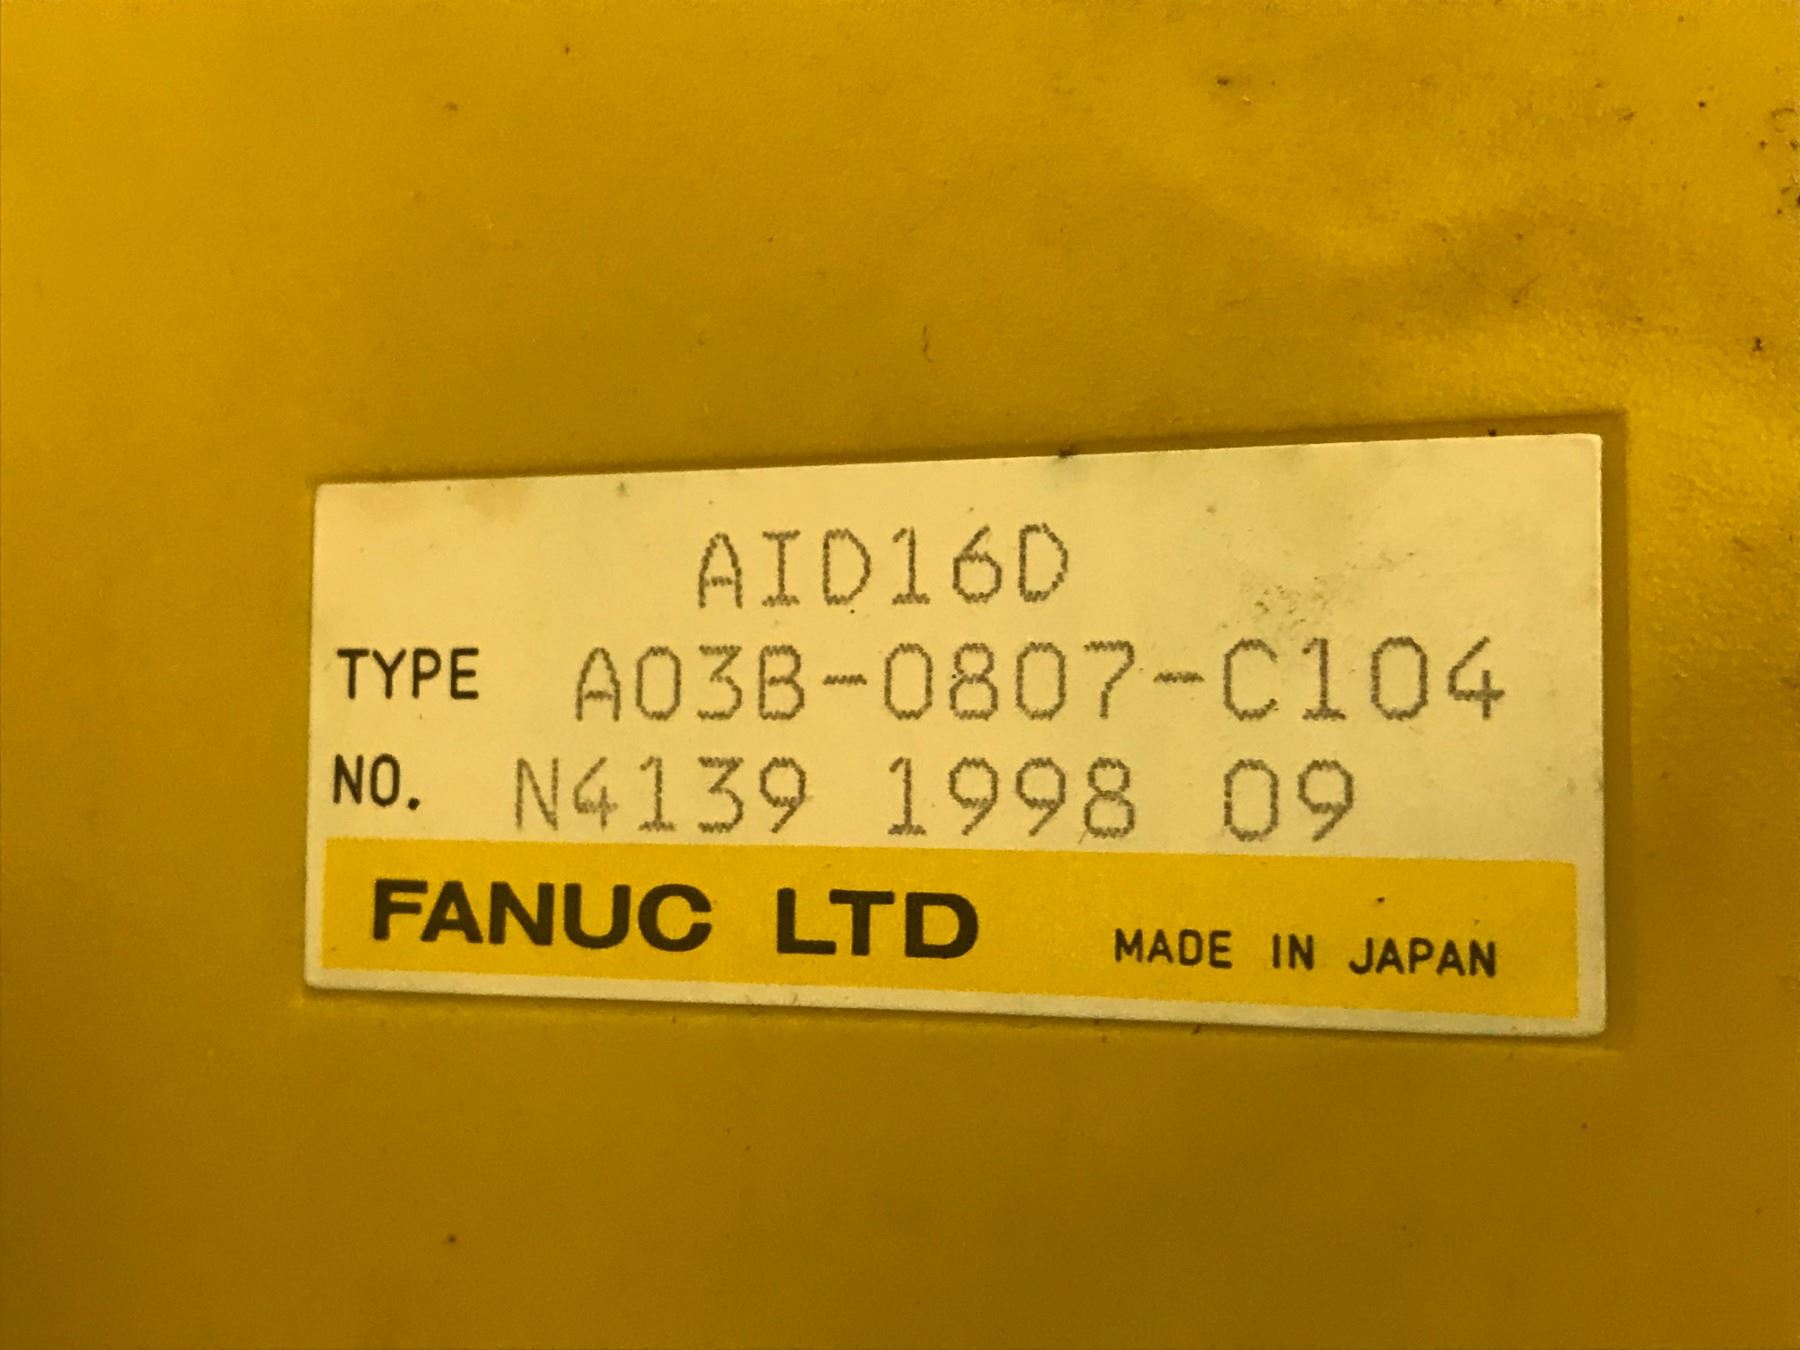 AID16D
TYPE A03B-0807-C104
NO. N4139 1998 09
FANUC LTD MADE IN JAPAN